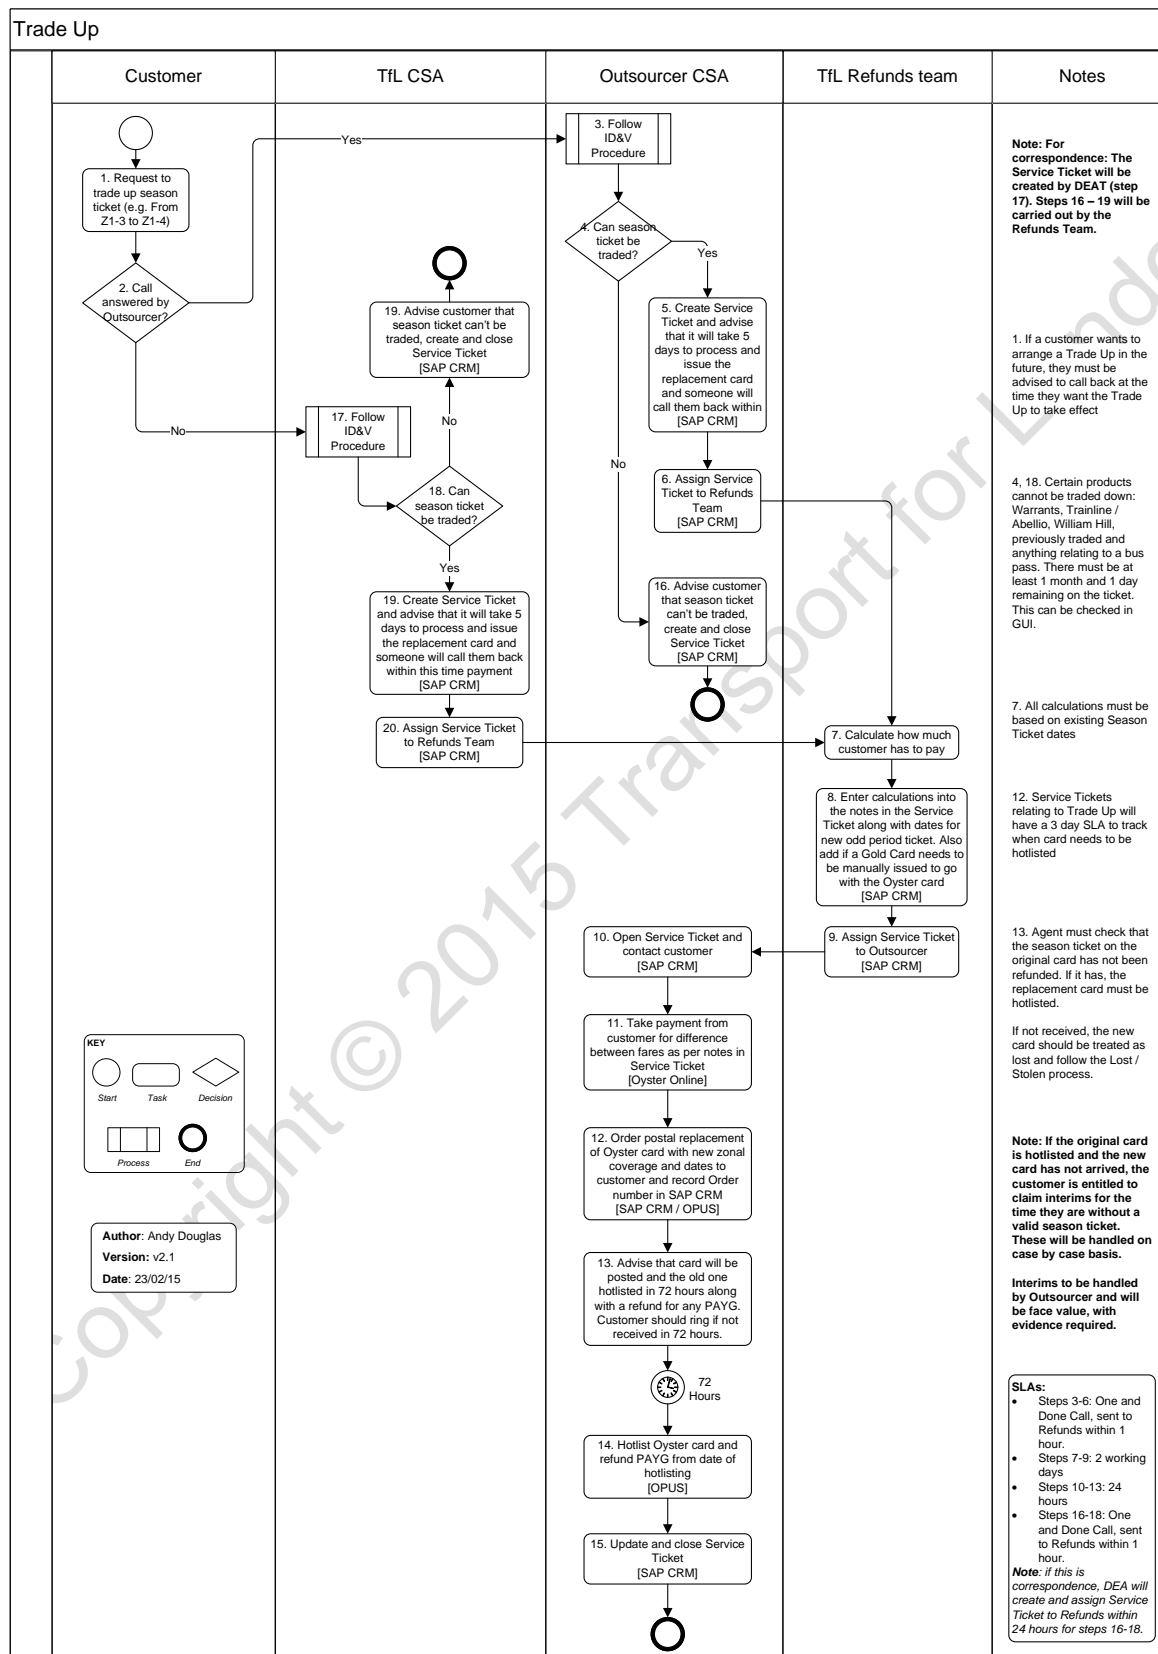 Trade Up
Customer
TfL CSA
Outsourcer CSA
TfL Refunds team
Notes
1. Request to
trade up season
ticket (e.g. From
Z1-3 to Z1-4)
2. Call
answered by
Outsourcer?
Yes
No
KEY
Start
Task
Decision
Process
End
Author: Andy Douglas
Version: v2.1
Date: 23/02/15
19. Advise customer that
season ticket can't be
traded, create and close
Service Ticket
[SAP CRM]
17. Follow
ID&V
Procedure
No
18. Can
season ticket
be traded?
Yes
19. Create Service Ticket
and advise that it will take 5
days to process and issue
the replacement card and
someone will call them back
within this time payment
[SAP CRM]
20. Assign Service Ticket
to Refunds Team
[SAP CRM]
3. Follow
ID&V
Procedure
4. Can season
ticket be
traded?
Yes
5. Create Service
Ticket and advise
that it will take 5
days to process and
issue the
replacement card
and someone will
call them back within
[SAP CRM]
No
6. Assign Service
Ticket to Refunds
Team
[SAP CRM]
16. Advise customer
that season ticket
can't be traded,
create and close
Service Ticket
[SAP CRM]
7. Calculate how much
customer has to pay
8. Enter calculations into
the notes in the Service
Ticket along with dates for
new odd period ticket. Also
add if a Gold Card needs to
be manually issued to go
with the Oyster card
[SAP CRM]
9. Assign Service Ticket
to Outsourcer
[SAP CRM]
10. Open Service Ticket and
contact customer
[SAP CRM]
11. Take payment from
customer for difference
between fares as per notes in
Service Ticket
[Oyster Online]
12. Order postal replacement
of Oyster card with new zonal
coverage and dates to
customer and record Order
number in SAP CRM
[SAP CRM / OPUS]
13. Advise that card will be
posted and the old one
hotlisted in 72 hours along
with a refund for any PAYG.
Customer should ring if not
received in 72 hours.
72
Hours
14. Hotlist Oyster card and
refund PAYG from date of
hotlisting
[OPUS]
15. Update and close Service
Ticket
[SAP CRM]
Note: For
correspondence: The
Service Ticket will be
created by DEAT (step
17). Steps 16 – 19 will be
carried out by the
Refunds Team.
1. If a customer wants to
arrange a Trade Up in the
future, they must be
advised to call back at the
time they want the Trade
Up to take effect
4, 18. Certain products
cannot be traded down:
Warrants, Trainline /
Abellio, William Hill,
previously traded and
anything relating to a bus
pass. There must be at
least 1 month and 1 day
remaining on the ticket.
This can be checked in
GUI.
7. All calculations must be
based on existing Season
Ticket dates
12. Service Tickets
relating to Trade Up will
have a 3 day SLA to track
when card needs to be
hotlisted
13. Agent must check that
the season ticket on the
original card has not been
refunded. If it has, the
replacement card must be
hotlisted.
If not received, the new
card should be treated as
lost and follow the Lost /
Stolen process.
Note: If the original card
is hotlisted and the new
card has not arrived, the
customer is entitled to
claim interims for the
time they are without a
valid season ticket.
These will be handled on
case by case basis.
Interims to be handled
by Outsourcer and will
be face value, with
evidence required.
SLAs:
• Steps 3-6: One and
Done Call, sent to
Refunds within 1
hour.
• Steps 7-9: 2 working
days
• Steps 10-13: 24
hours
• Steps 16-18: One
and Done Call, sent
to Refunds within 1
hour.
Note: if this is
correspondence, DEA will
create and assign Service
Ticket to Refunds within
24 hours for steps 16-18.
Copyright © 2015 Transport for